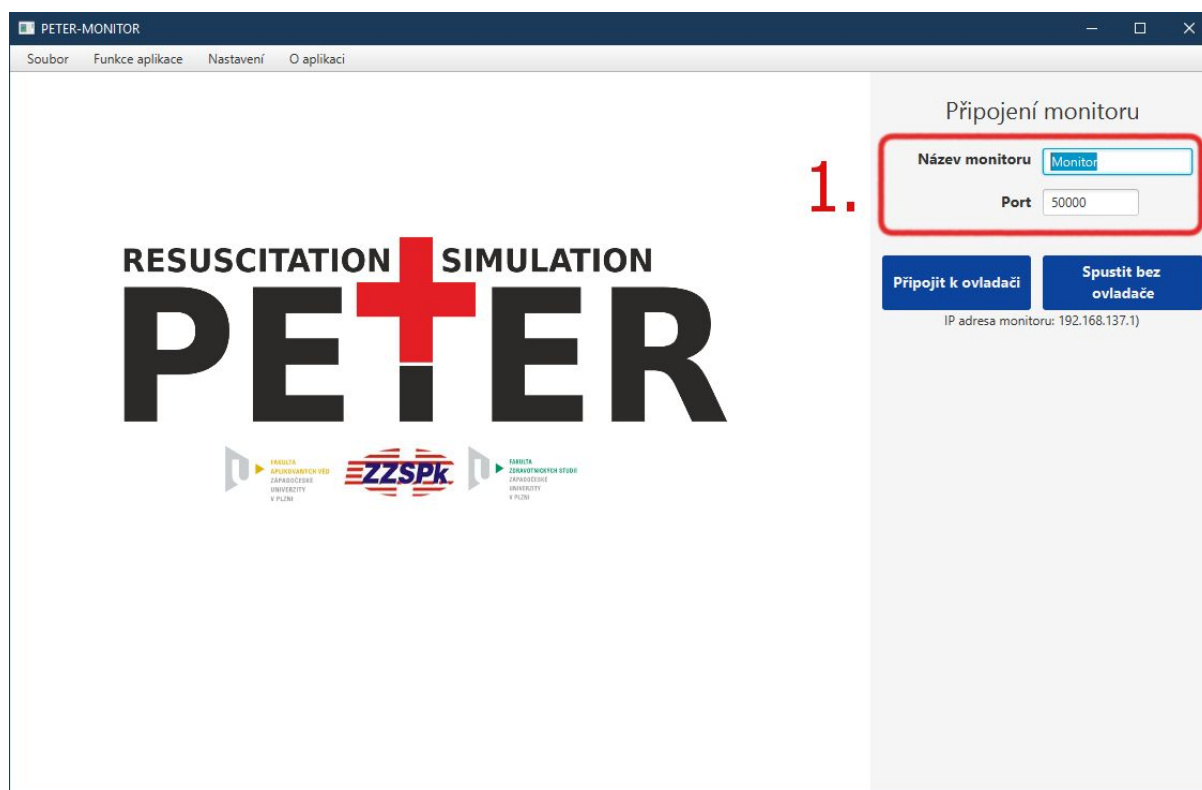 PETER-MONITOR
Soubor Funkce aplikace Nastavení O aplikaci
Připojení monitoru
1.
Název monitoru Monitor
Port 50000
Připojit k ovladači
Spustit bez
ovladače
IP adresa monitoru: 192.168.137.1)
RESUSCITATION SIMULATION
PETER
FAKULTA
APLIKOVANÝCH VĚD
ZÁPADOČESKÉ
UNIVERZITY
V PLZNI
ZZSPk
FAKULTA
ZDRAVOTNICKÝCH STUDIÍ
ZÁPADOČESKÉ
UNIVERZITY
V PLZNI